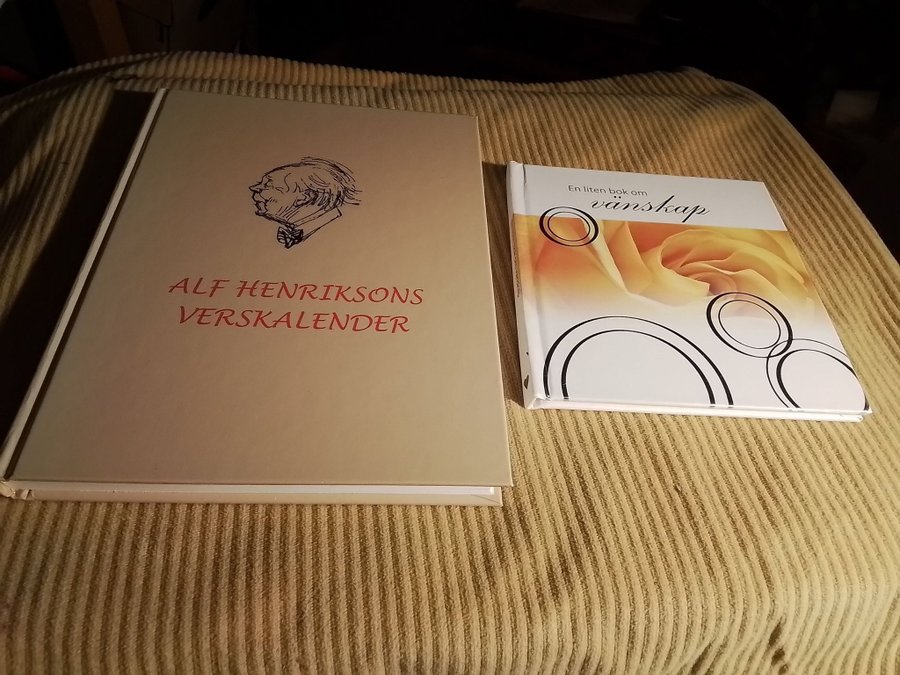 ALF HENRIKSONS
VERSKALENDER
En liten bok om
vänskap